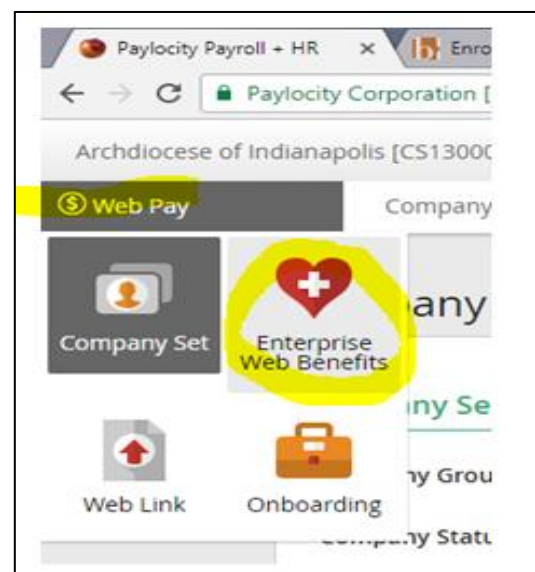 Paylocity Payroll + HR × Enro
Paylocity Corporation [
Archdiocese of Indianapolis [CS13000
Web Pay Company
any
Company Set Enterprise
Web Benefits
ny Se
Web Link Onboarding
ny Grou
Company Statu